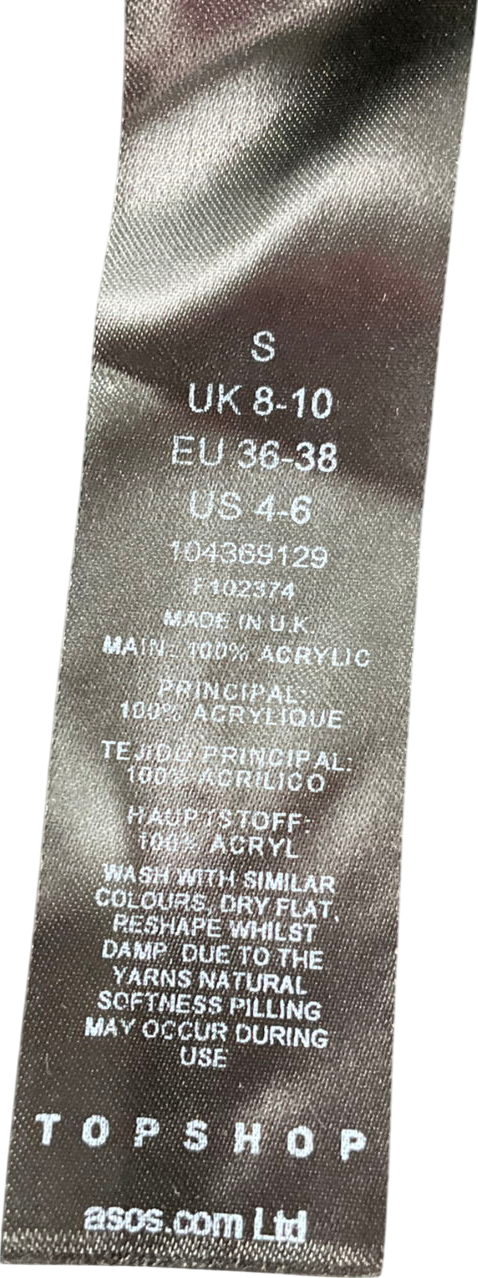 S
UK 8-10
EU 36-38
US 4-6
104369129
F102374
MADE IN U.K
MAIN: 100% ACRYLIC
PRINCIPAL:
100% ACRYLIQUE
TEJIDO PRINCIPAL:
100% ACRILICO
HAUPTSTOFF:
100% ACRYL
WASH WITH SIMILAR
COLOURS, DRY FLAT,
RESHAPE WHILST
DAMP, DUE TO THE
YARNS NATURAL
SOFTNESS PILLING
MAY OCCUR DURING
USE
TOPSHOP
asos.com Ltd